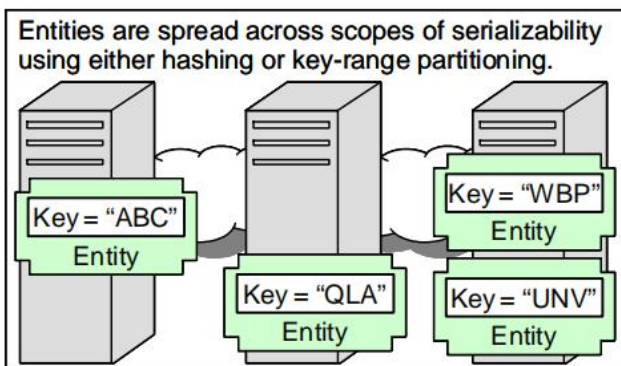 Entities are spread across scopes of serializability
using either hashing or key-range partitioning.
Key = “ABC”
Entity
Key = “QLA”
Entity
Key = “WBP”
Entity
Key = “UNV”
Entity